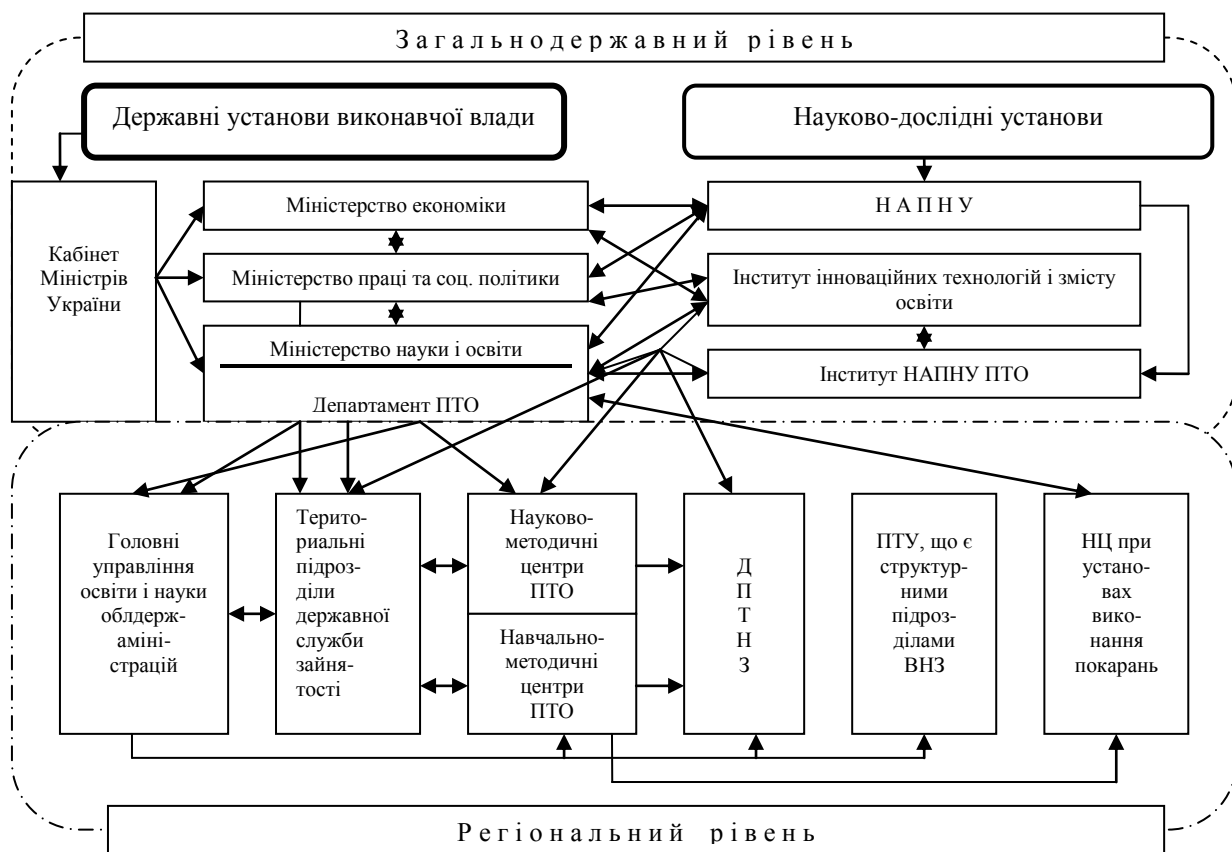 Загальнодержавний рівень
Державні установи виконавчої влади
Науково-дослідні установи
Кабінет
Міністрів
України
Міністерство економіки
Міністерство праці та соц. політики
Міністерство науки і освіти
Департамент ПТО
Н А П Н У
Інститут інноваційних технологій і змісту
освіти
Інститут НАПНУ ПТО
Головні
управління
освіти і науки
облдерж-
аміні-
страцій
Терито-
риальні
підроз-
діли
державної
служби
зайня-
тості
Науково-
методичні
центри
ПТО
Навчально-
методичні
центри
ПТО
Д
П
Т
Н
З
ПТУ, що є
структур-
ними
підроз-
ділами
ВНЗ
НЦ при
устано-
вах
вико-
нання
покарань
Регіональний рівень